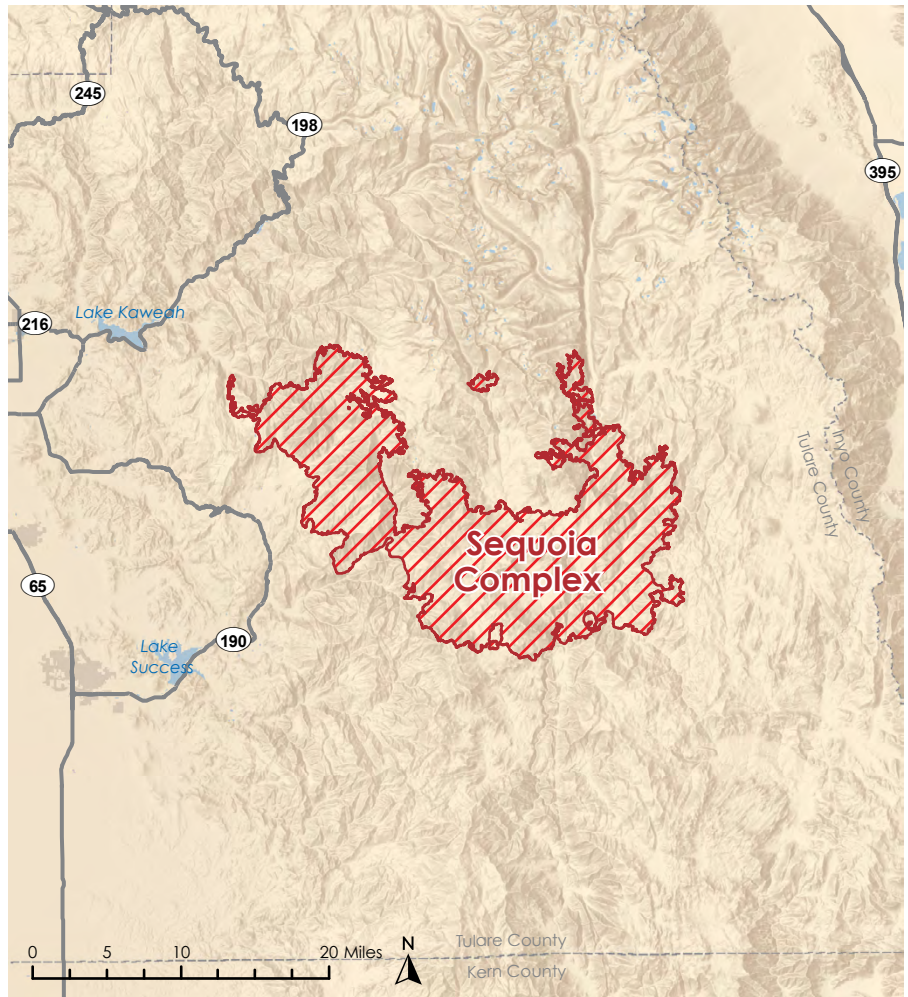 245
198
395
Lake Kaweah
216
Inyo County
Tulare County
Sequoia
Complex
65
190
Lake
Success
0 5 10 20 Miles
N
Tulare County
Kern County